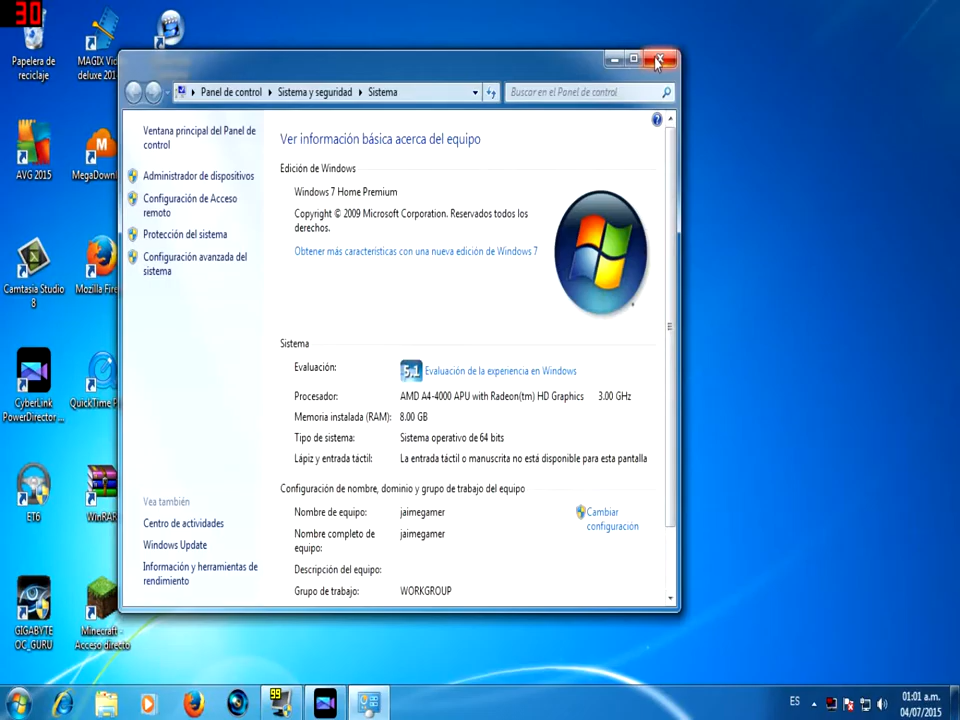 30
Papelera de
reciclaje
MAGIX Vid
deluxe 201
AVG 2015
MegaDownl
Camtasia Studio
8
Mozilla Fire
CyberLink
PowerDirector ...
QuickTime P
ET6
WinRAR
GIGABYTE
OC_GURU
Minecraft -
Acceso directo
Panel de control
Sistema y seguridad
Sistema
Buscar en el Panel de control
Ventana principal del Panel de
control
Administrador de dispositivos
Configuración de Acceso
remoto
Protección del sistema
Configuración avanzada del
sistema
Vea también
Centro de actividades
Windows Update
Información y herramientas de
rendimiento
Ver información básica acerca del equipo
Edición de Windows
Windows 7 Home Premium
Copyright © 2009 Microsoft Corporation. Reservados todos los
derechos.
Obtener más características con una nueva edición de Windows 7
Sistema
Evaluación: 5,1 Evaluación de la experiencia en Windows
Procesador: AMD A4-4000 APU with Radeon(tm) HD Graphics 3.00 GHz
Memoria instalada (RAM): 8.00 GB
Tipo de sistema: Sistema operativo de 64 bits
Lápiz y entrada táctil: La entrada táctil o manuscrita no está disponible para esta pantalla
Configuración de nombre, dominio y grupo de trabajo del equipo
Nombre de equipo: jaimegamer
Cambiar
configuración
Nombre completo de
equipo:
jaimegamer
Descripción del equipo:
Grupo de trabajo: WORKGROUP
99
ES
01:01 a.m.
04/07/2015